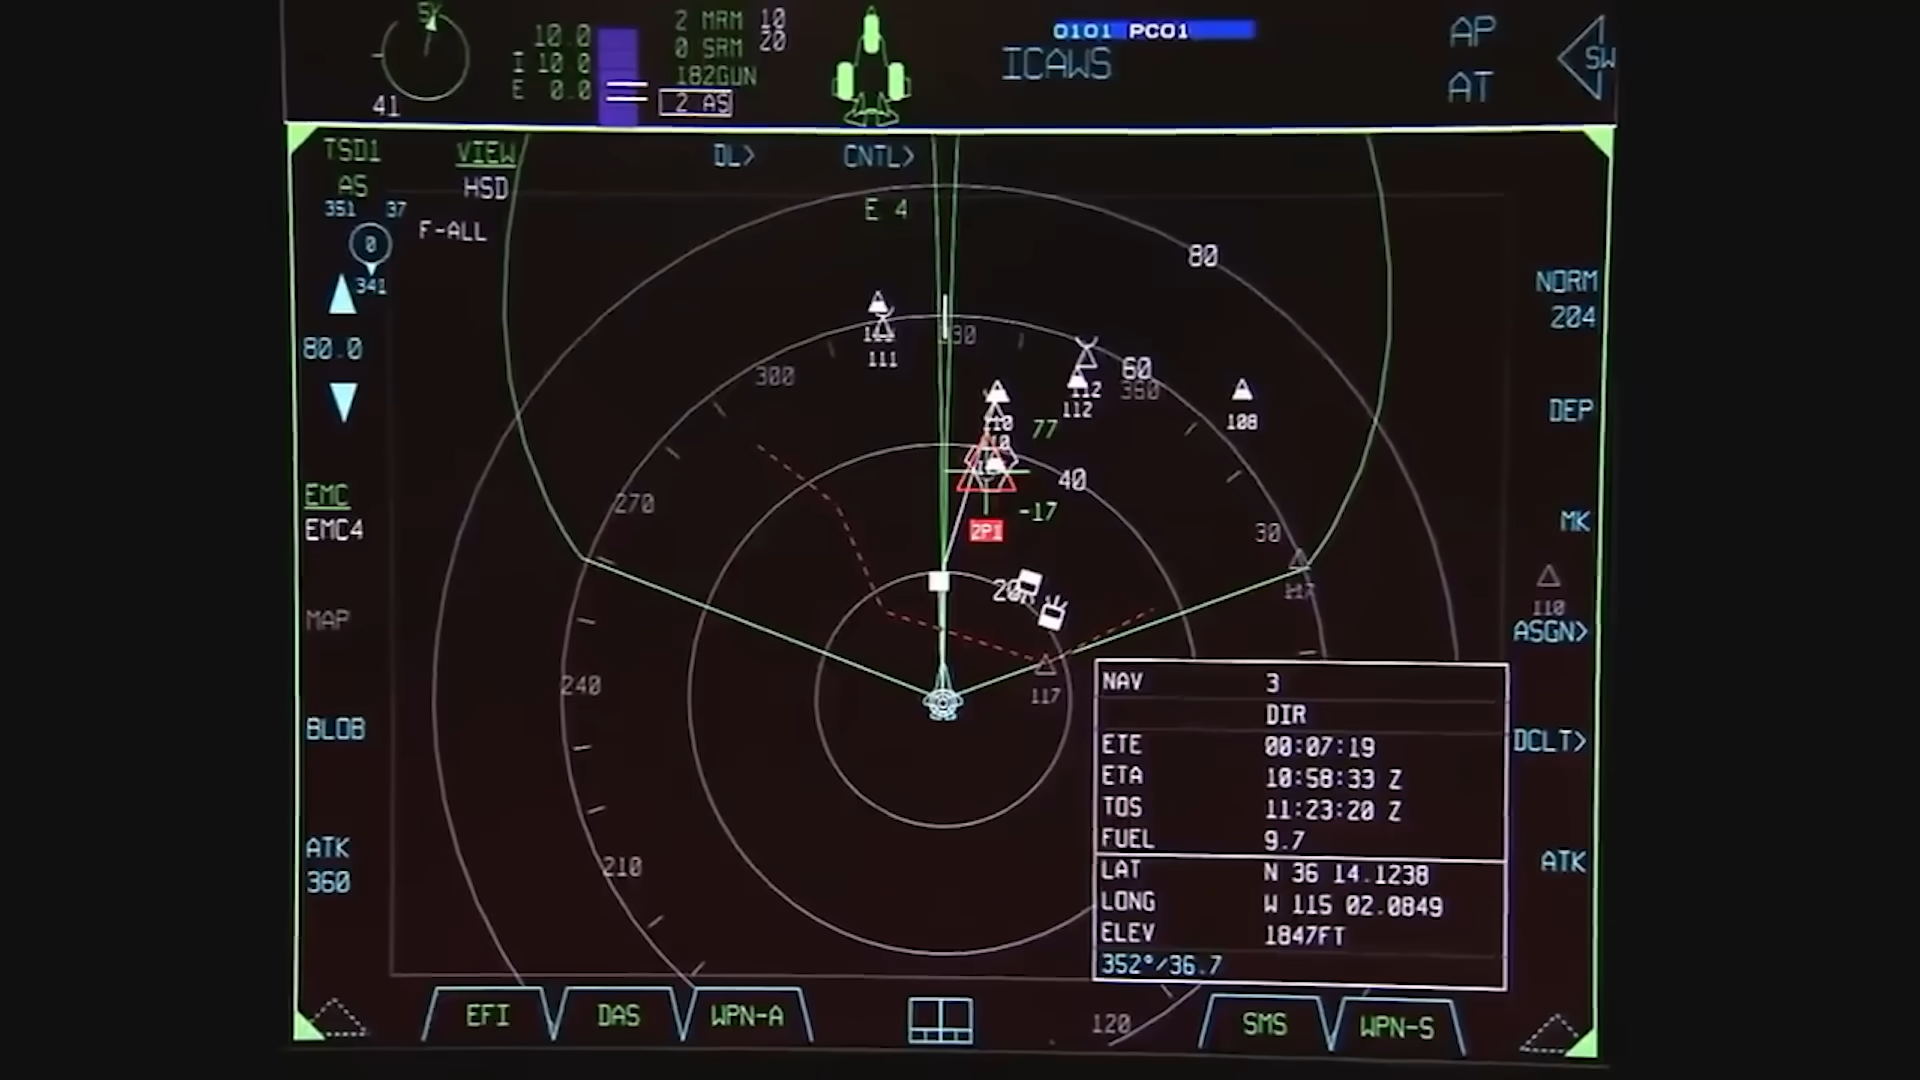 SK
10.0
I 10 0
E 0.0
41
2 MRM 10
0 SRM 20
182GUN
2 AS
0101 PC01
ICAWS
AP
AT
SW
TSD1
AS
VIEW
HSD
DL>
CNTL>
351 37
0
341
F-ALL
E 4
80
80.0
NORM
204
DEP
MK
110
ASGN>
DCLT>
ATK
EMC
EMC4
MAP
BLOB
ATK
360
111
330
300
60
360
112
112
108
110
77
40
-17
2P1
270
30
20
117
117
240
210
120
NAV 3
DIR
ETE 00:07:19
ETA 10:58:33 Z
TOS 11:23:20 Z
FUEL 9.7
LAT N 36 14.1238
LONG W 115 02.0849
ELEV 1847FT
352°/36.7
EFI
DAS
WPN-A
SMS
WPN-S